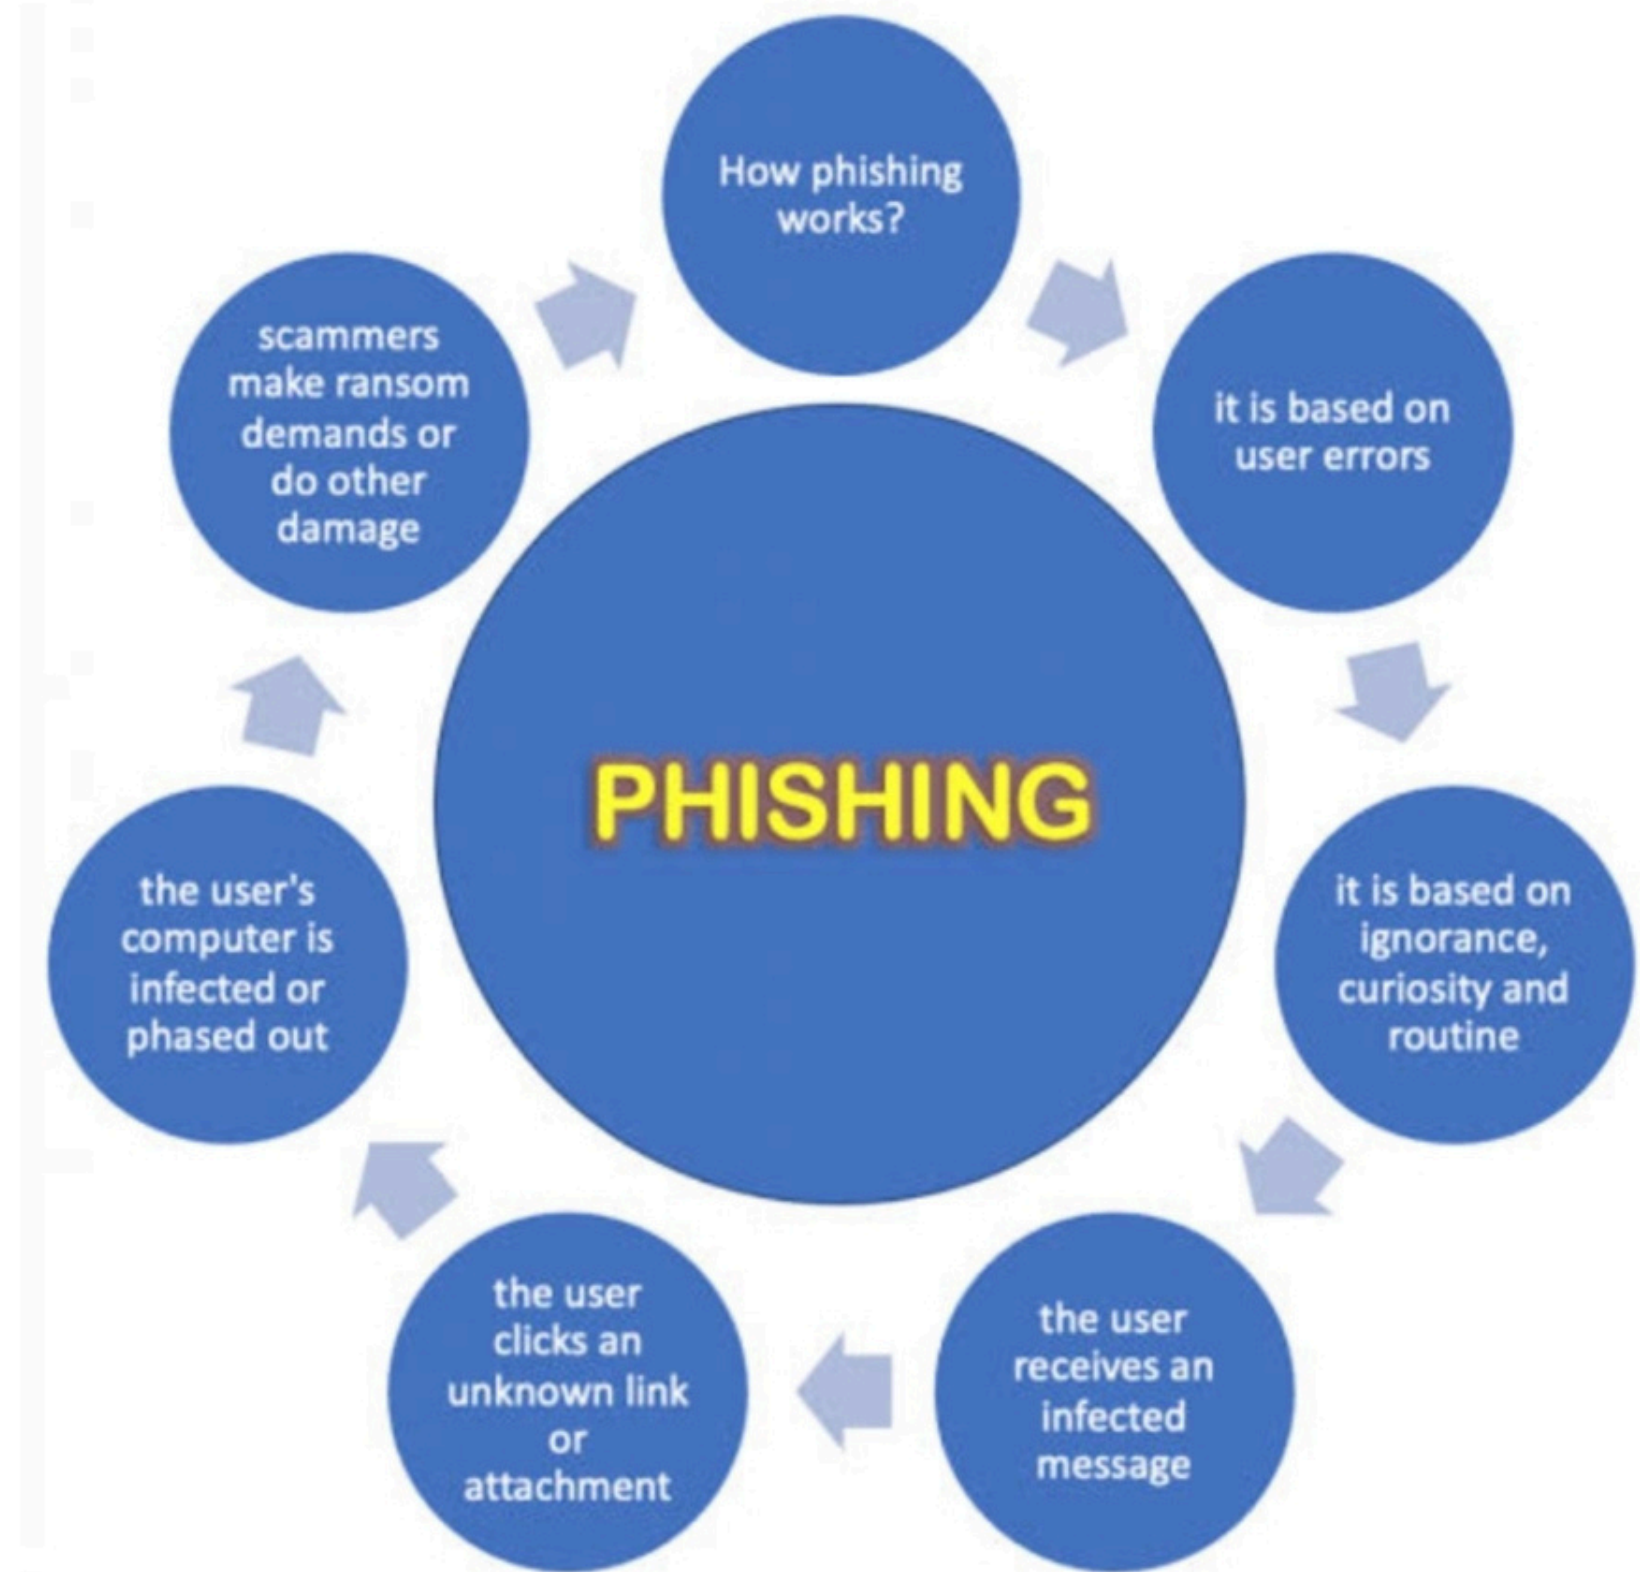 How phishing
works?
it is based on
user errors
it is based on
ignorance,
curiosity and
routine
the user
receives an
infected
message
the user
clicks an
unknown link
or
attachment
the user's
computer is
infected or
phased out
scammers
make ransom
demands or
do other
damage
PHISHING